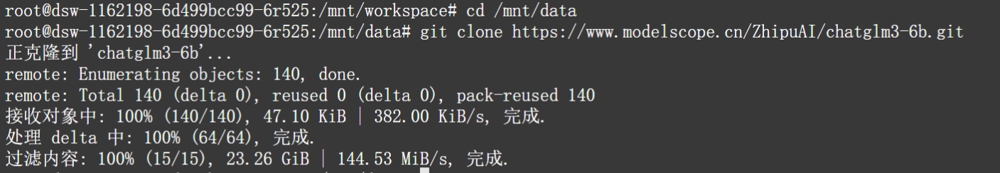 root@dsw-1162198-6d499bcc99-6r525:/mnt/workspace# cd /mnt/data
root@dsw-1162198-6d499bcc99-6r525:/mnt/data# git clone https://www.modelscope.cn/ZhipuAI/chatglm3-6b.git
正克隆到 'chatglm3-6b'...
remote: Enumerating objects: 140, done.
remote: Total 140 (delta 0), reused 0 (delta 0), pack-reused 140
接收对象中: 100% (140/140), 47.10 KiB | 382.00 KiB/s, 完成.
处理 delta 中: 100% (64/64), 完成.
过滤内容: 100% (15/15), 23.26 GiB | 144.53 MiB/s, 完成.